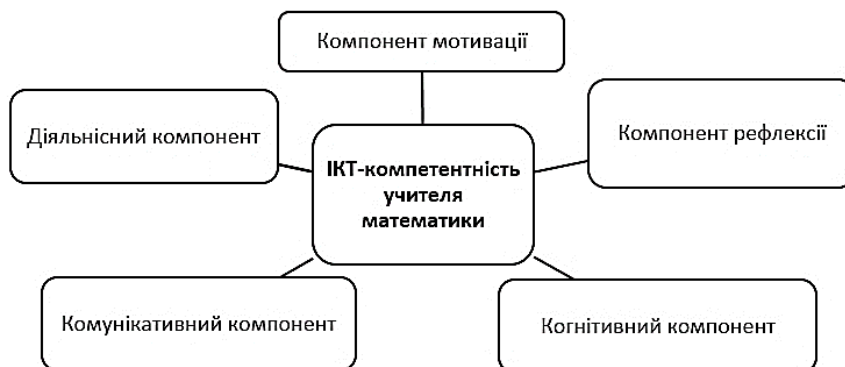 Компонент мотивації
Діяльнісний компонент
Компонент рефлексії
ІКТ-компетентність
учителя
математики
Комунікативний компонент
Когнітивний компонент